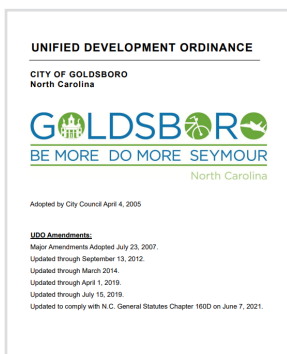 UNIFIED DEVELOPMENT ORDINANCE
CITY OF GOLDSBORO
North Carolina
GOLDSBORO
BE MORE DO MORE SEYMOUR
North Carolina
Adopted by City Council April 4, 2005
UDO Amendments:
Major Amendments Adopted July 23, 2007.
Updated through September 13, 2012.
Updated through March 2014.
Updated through April 1, 2019.
Updated through July 15, 2019.
Updated to comply with N.C. General Statutes Chapter 160D on June 7, 2021.